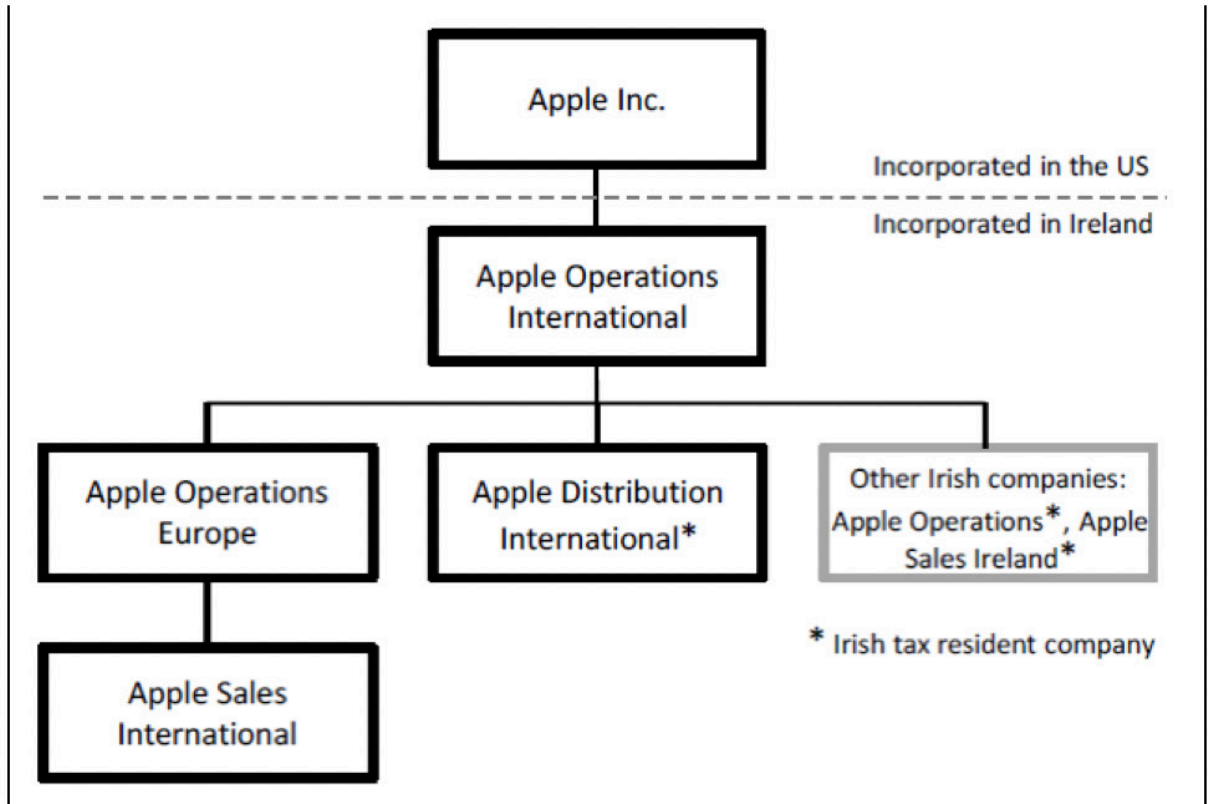 Apple Inc.
Incorporated in the US
Incorporated in Ireland
Apple Operations
International
Apple Operations
Europe
Apple Distribution
International*
Other Irish companies:
Apple Operations*, Apple
Sales Ireland*
* Irish tax resident company
Apple Sales
International